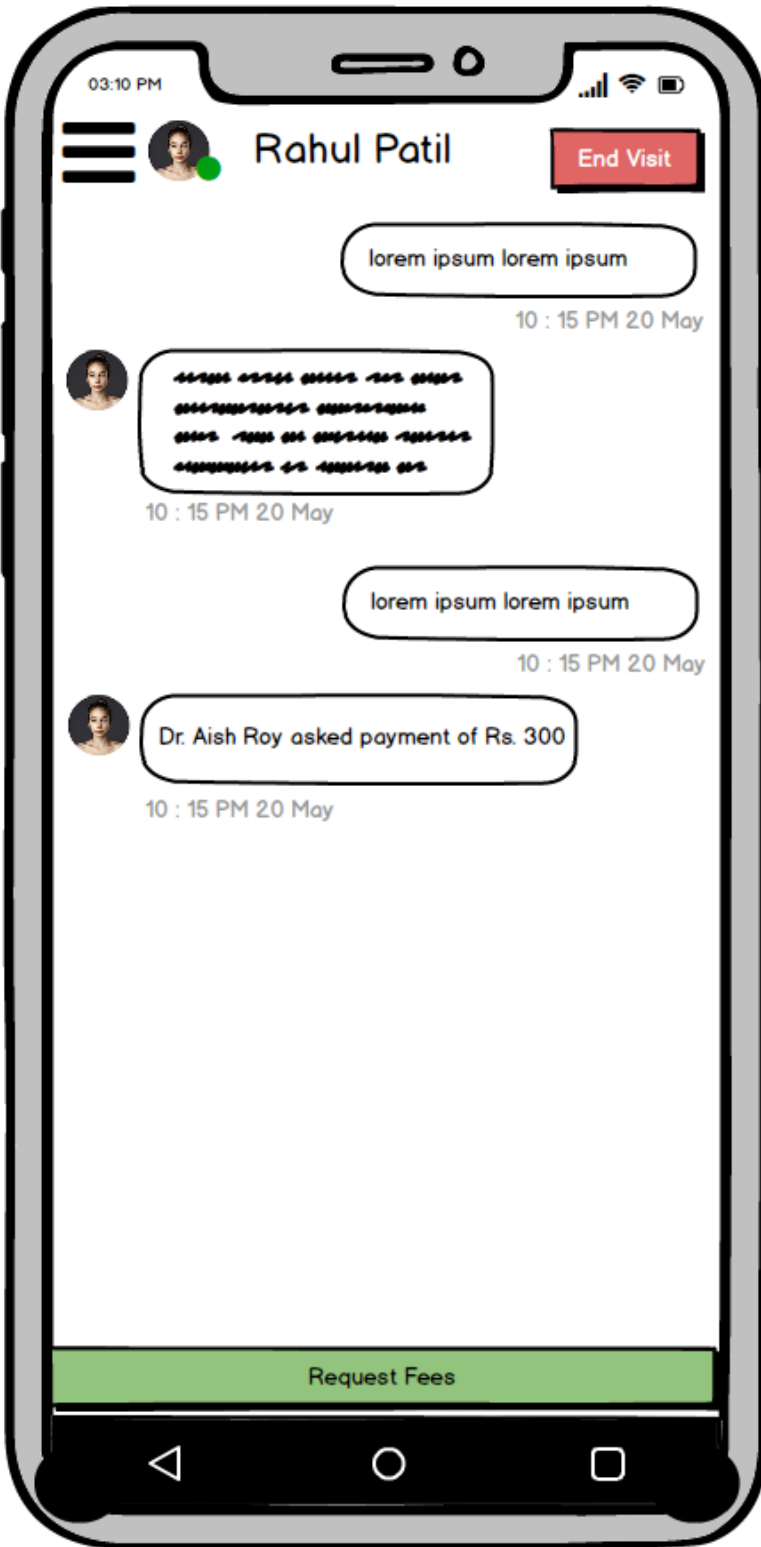 03:10 PM
Rahul Patil
End Visit
lorem ipsum lorem ipsum
10 : 15 PM 20 May
10 : 15 PM 20 May
lorem ipsum lorem ipsum
10 : 15 PM 20 May
Dr. Aish Roy asked payment of Rs. 300
10 : 15 PM 20 May
Request Fees